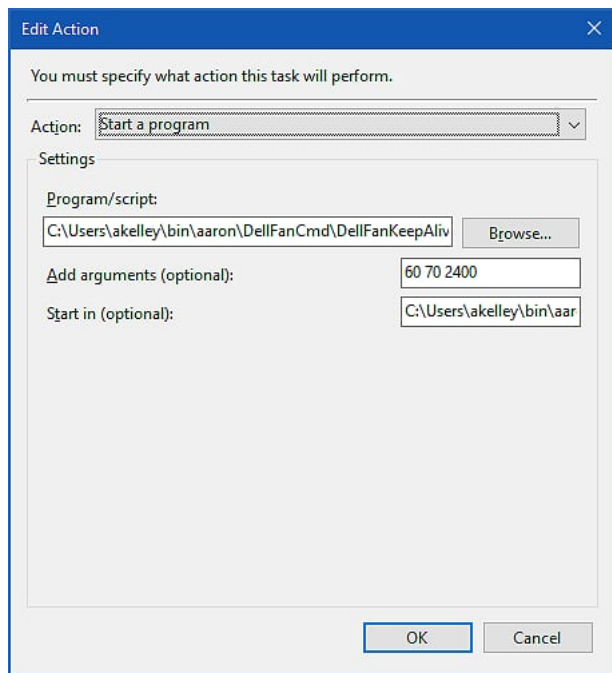 Edit Action
You must specify what action this task will perform.
Action: Start a program
Settings
Program/script:
C:\Users\akelley\bin\aaron\DellFanCmd\DellFanKeepAliv Browse...
Add arguments (optional): 60 70 2400
Start in (optional): C:\Users\akelley\bin\aar
OK Cancel